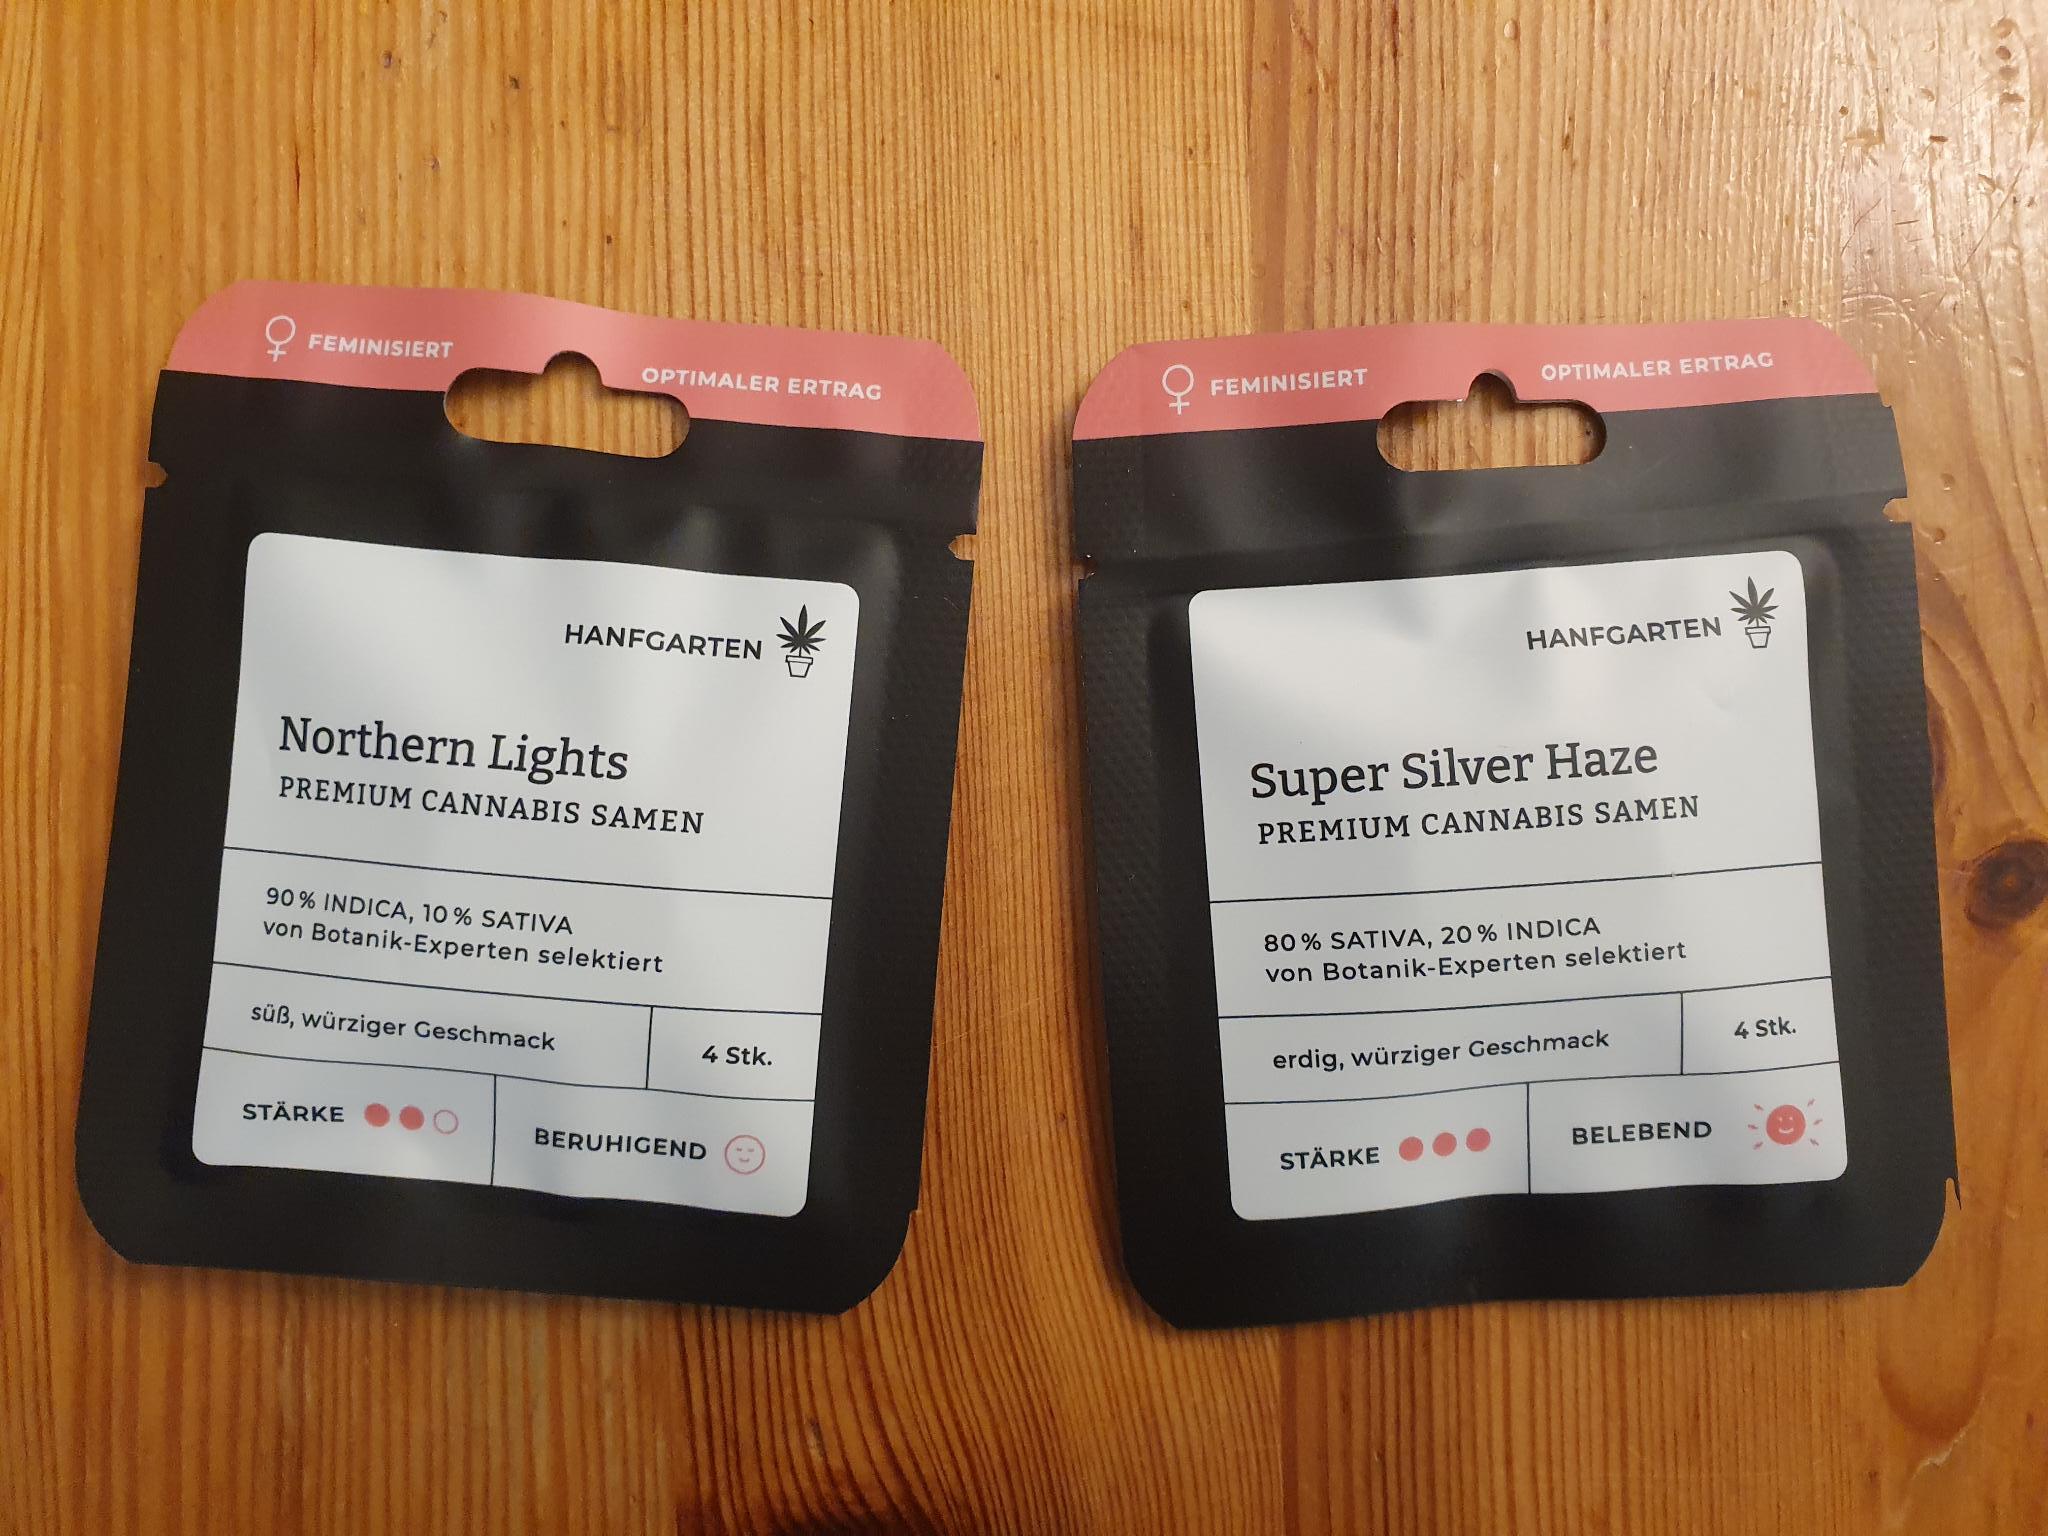 FEMINISIERT
OPTIMALER ERTRAG
HANFGARTEN
Northern Lights
PREMIUM CANNABIS SAMEN
90% INDICA, 10% SATIVA
von Botanik-Experten selektiert
süß, würziger Geschmack
4 Stk.
STÄRKE
BERUHIGEND
FEMINISIERT
OPTIMALER ERTRAG
HANFGARTEN
Super Silver Haze
PREMIUM CANNABIS SAMEN
80% SATIVA, 20% INDICA
von Botanik-Experten selektiert
erdig, würziger Geschmack
4 Stk.
STÄRKE
BELEBEND